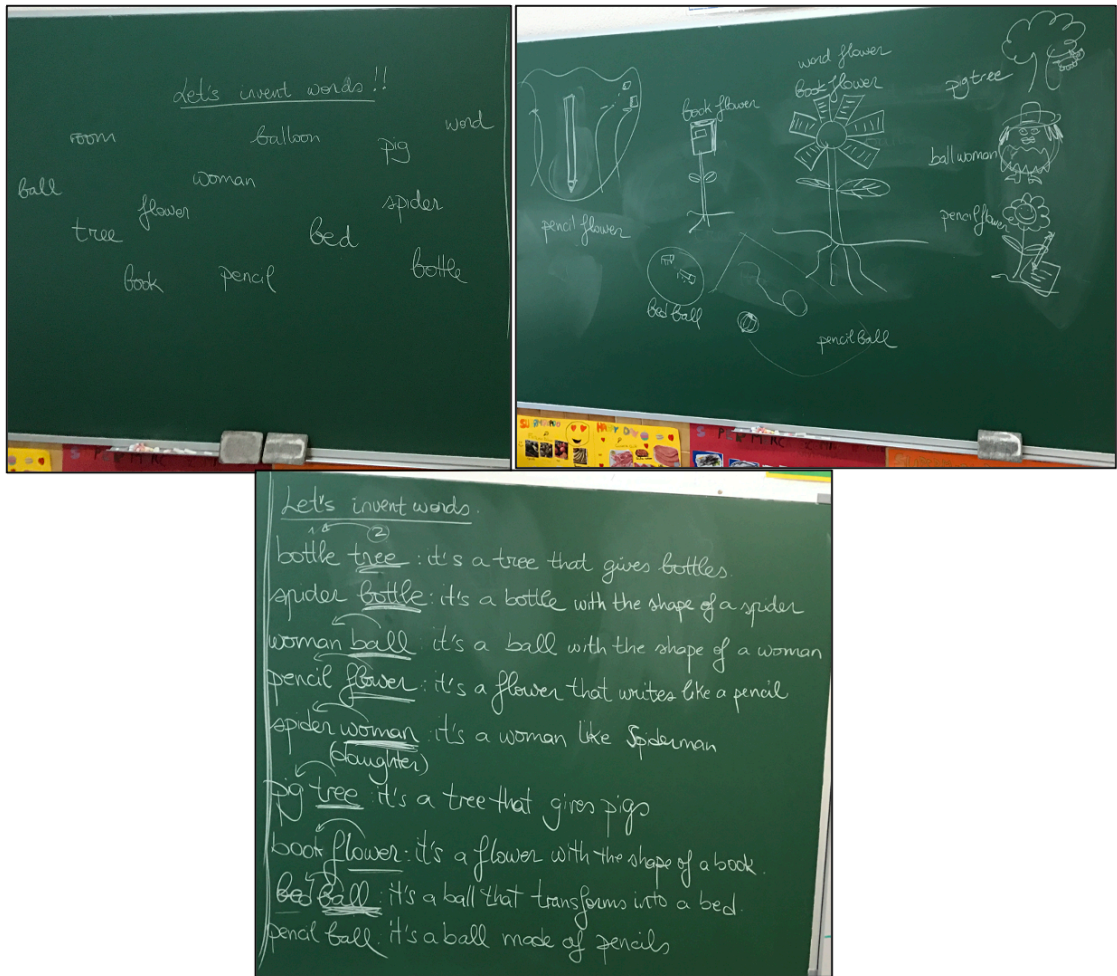 Let's invent words!!
room balloon pig word
ball woman spider
tree flower bed
book pencil bottle
word flower
book flower
book flower
pig tree
ball woman
pencil flower
pencil flower
bed ball
pencil ball
Let's invent words.
1 2
bottle tree: it's a tree that gives bottles.
spider bottle: it's a bottle with the shape of a spider
woman ball: it's a ball with the shape of a woman
pencil flower: it's a flower that writes like a pencil
spider woman: it's a woman like Spiderman
(daughter)
pig tree: it's a tree that gives pigs
book flower: it's a flower with the shape of a book.
bed ball: it's a ball that transforms into a bed.
pencil ball: it's a ball made of pencils